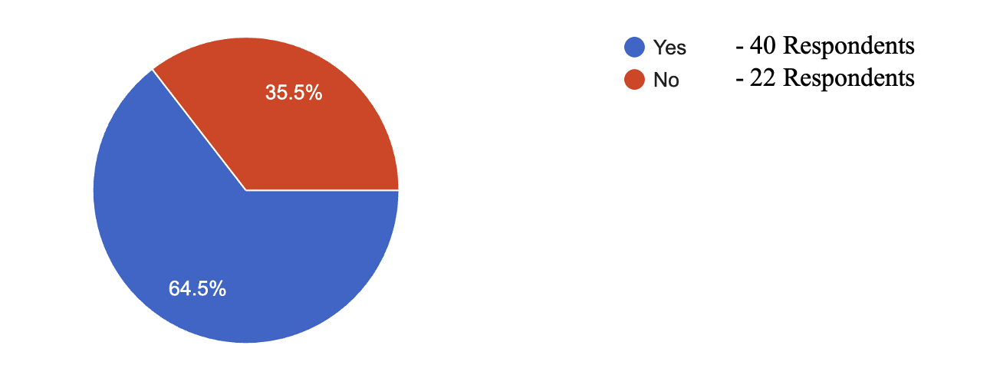 Yes - 40 Respondents
No - 22 Respondents
35.5%
64.5%